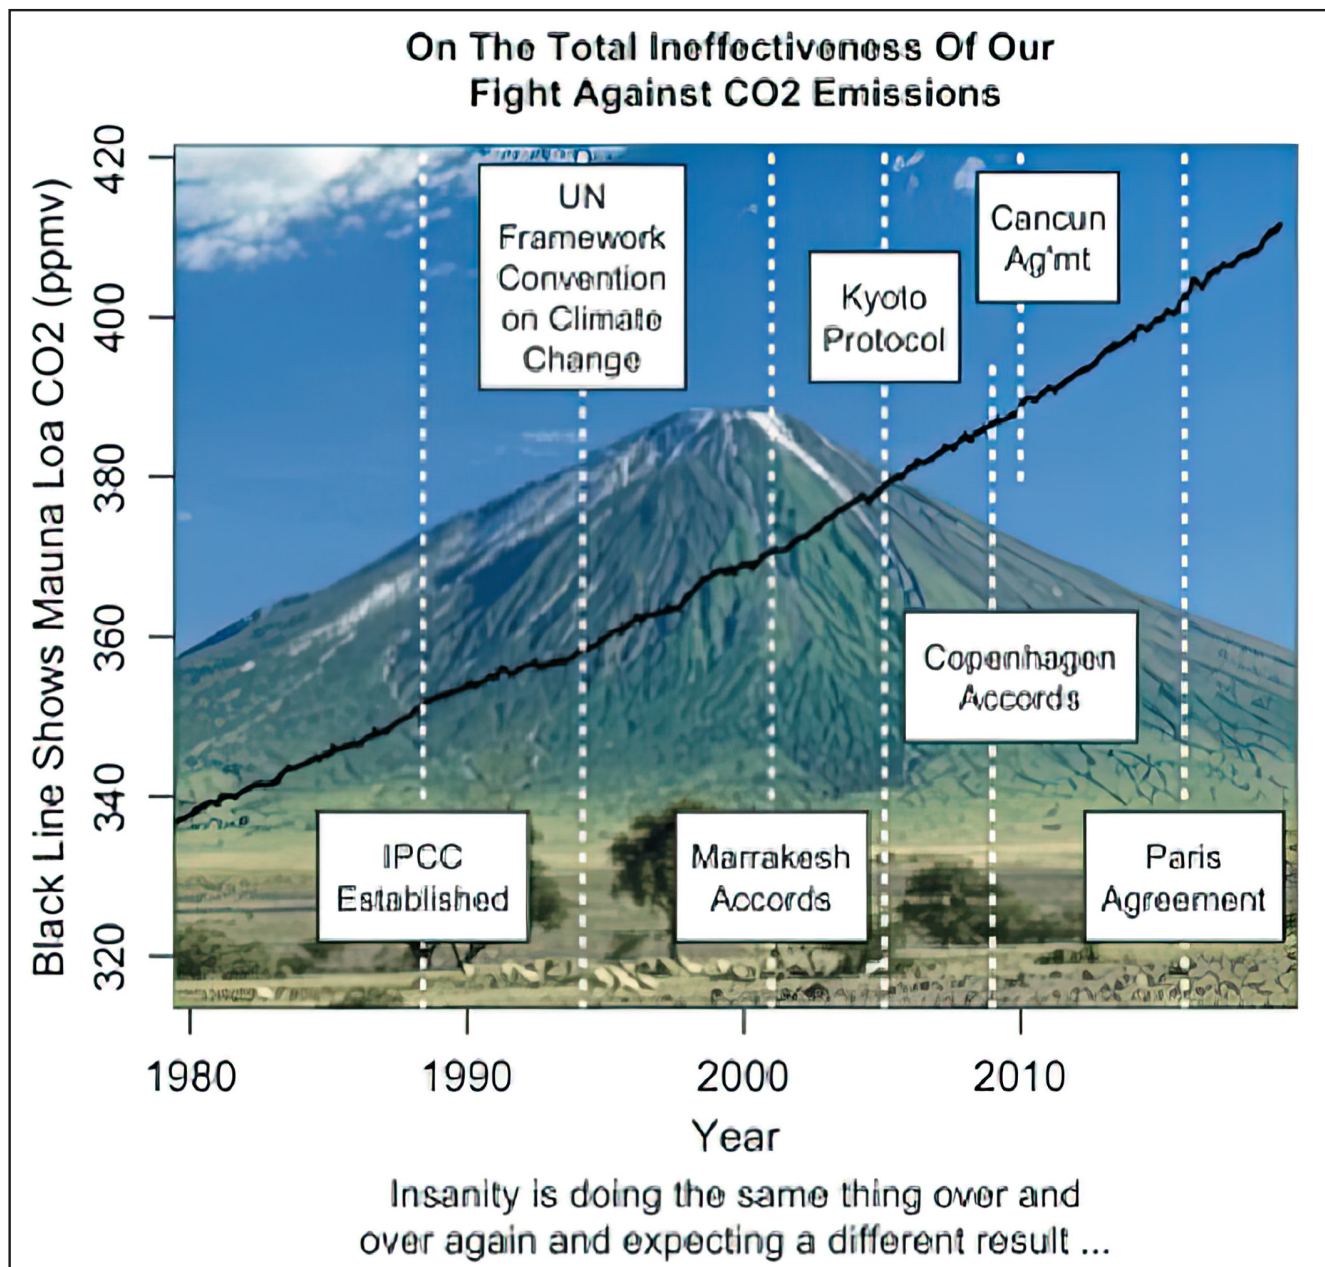 On The Total Ineffectiveness Of Our
Fight Against CO2 Emissions
Black Line Shows Mauna Loa CO2 (ppmv)
420
400
380
360
340
320
UN
Framework
Convention
on Climate
Change
Cancun
Ag'mt
Kyoto
Protocol
Copenhagen
Accords
IPCC
Established
Marrakesh
Accords
Paris
Agreement
1980
1990
2000
2010
Year
Insanity is doing the same thing over and
over again and expecting a different result ...